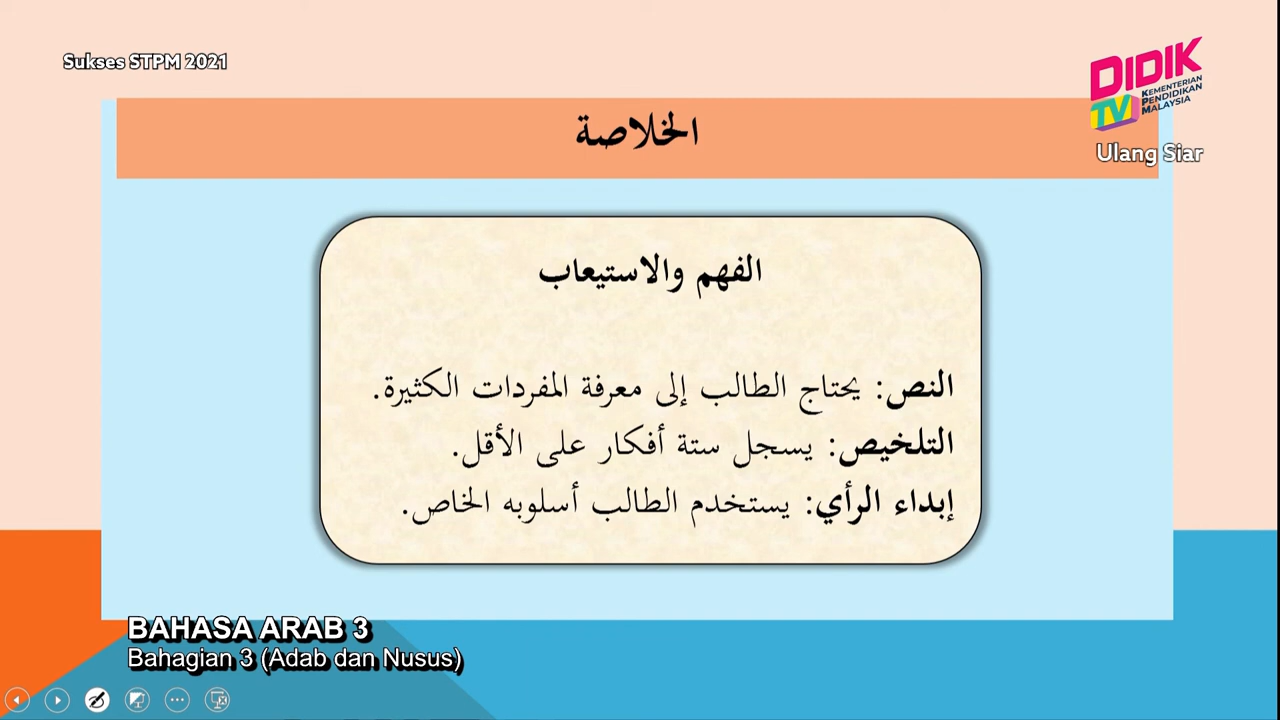 Sukses STPM 2021
DIDIK
TV
KEMENTERIAN
PENDIDIKAN
MALAYSIA
Ulang Siar
الخلاصة
الفهم والاستيعاب
النص: يحتاج الطالب إلى معرفة المفردات الكثيرة.
التلخيص: يسجل ستة أفكار على الأقل.
إبداء الرأي: يستخدم الطالب أسلوبه الخاص.
BAHASA ARAB 3
Bahagian 3 (Adab dan Nusus)